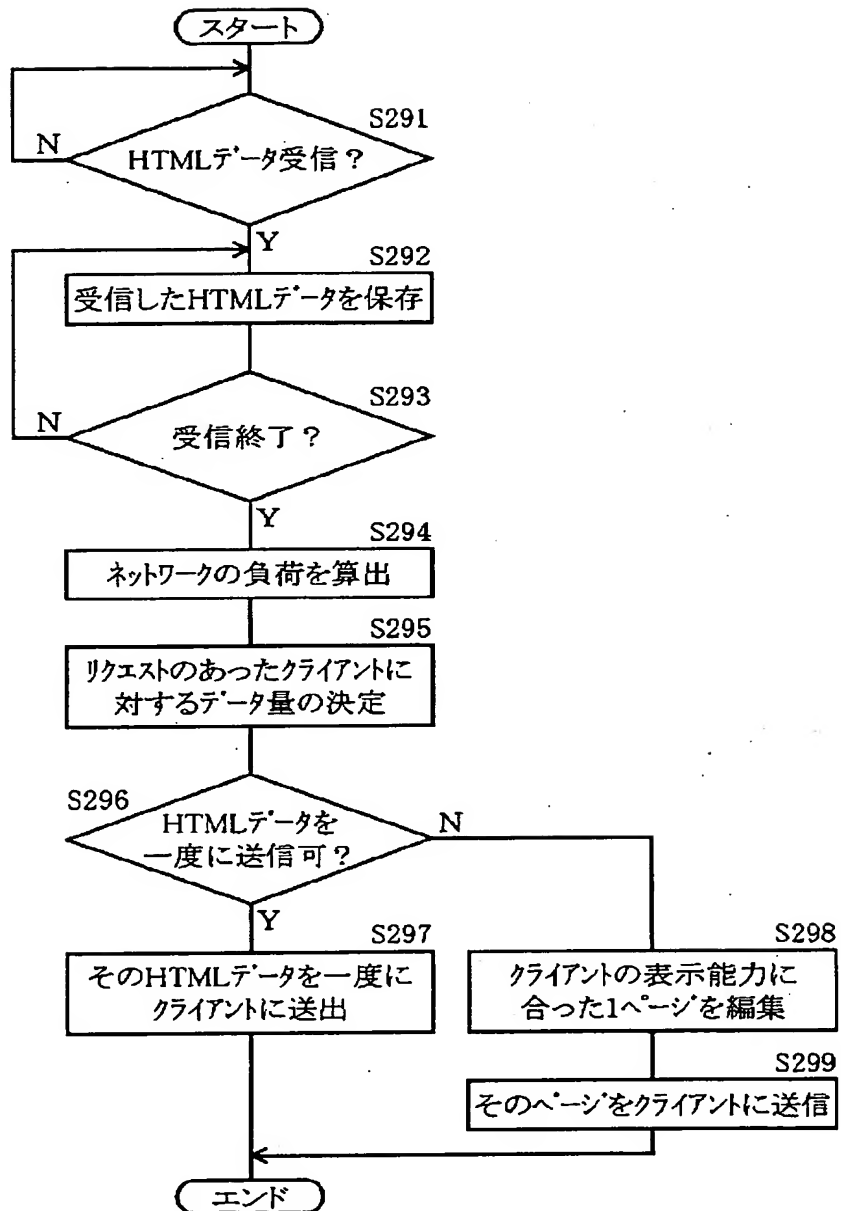 スタート
S291
N
HTMLデータ受信?
Y
S292
受信したHTMLデータを保存
S293
N
受信終了?
Y
S294
ネットワークの負荷を算出
S295
リクエストのあったクライアントに
対するデータ量の決定
S296
HTMLデータを
一度に送信可?
N
Y
S297
そのHTMLデータを一度に
クライアントに送出
S298
クライアントの表示能力に
合った1ページを編集
S299
そのページをクライアントに送信
エンド